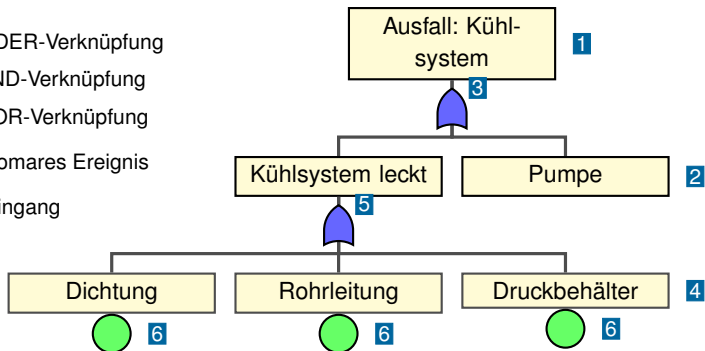 DER-Verknüpfung
ND-Verknüpfung
OR-Verknüpfung
omares Ereignis
ingang
Ausfall: Kühl-
system
1
3
Kühlsystem leckt
Pumpe
2
5
Dichtung
Rohrleitung
Druckbehälter
4
6
6
6